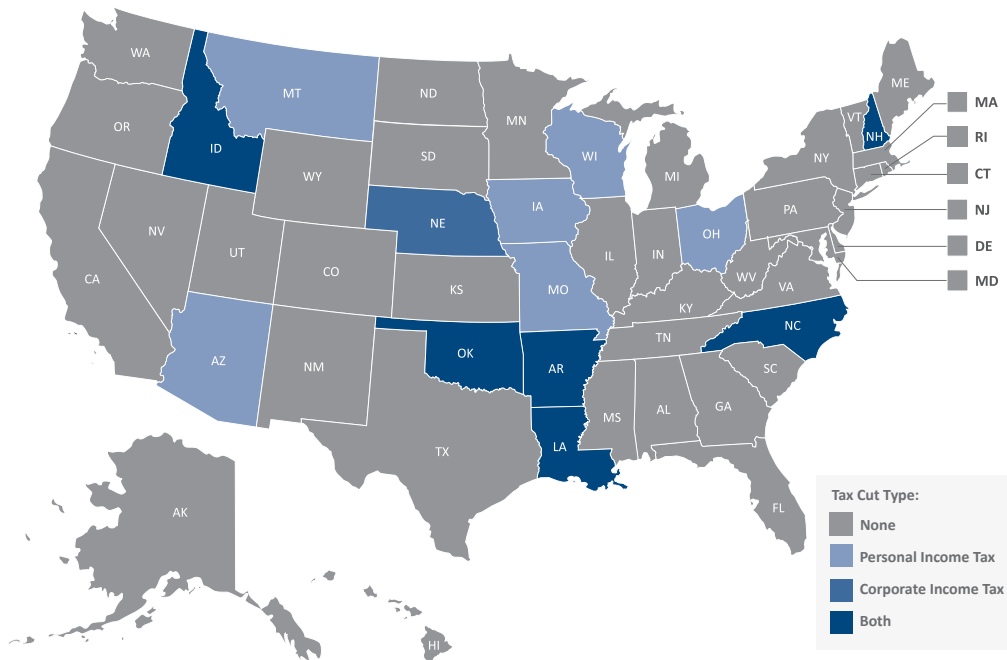 WA
MT
ND
MN
ME
VT
NH
MA
OR
ID
SD
WI
MI
NY
RI
WY
CT
NE
IA
PA
NJ
NV
UT
CO
IL
IN
OH
DE
CA
KS
MO
WV
VA
MD
KY
AZ
NM
OK
AR
TN
NC
SC
TX
LA
MS
AL
GA
FL
AK
HI
Tax Cut Type:
None
Personal Income Tax
Corporate Income Tax
Both